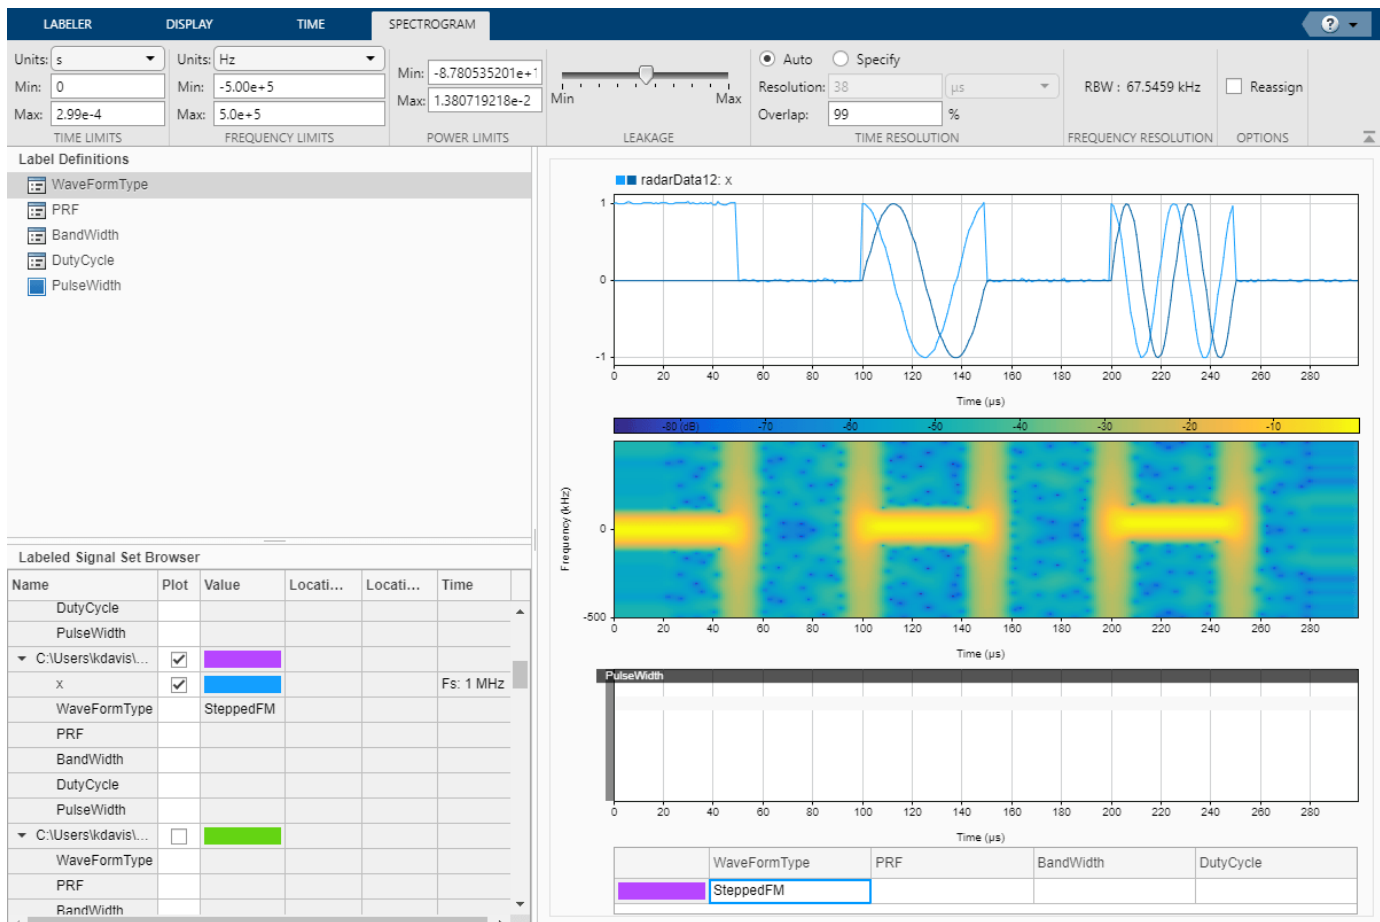 LABELER DISPLAY TIME SPECTROGRAM ?
Units: s Units: Hz Min: -8.780535201e+1 Auto Specify
Min: 0 Min: -5.00e+5 Max: 1.380719218e-2 Min Max Resolution: 38 µs RBW : 67.5459 kHz Reassign
Max: 2.99e-4 Max: 5.0e+5 Overlap: 99 %
TIME LIMITS FREQUENCY LIMITS POWER LIMITS LEAKAGE TIME RESOLUTION FREQUENCY RESOLUTION OPTIONS
Label Definitions
WaveFormType
PRF
BandWidth
DutyCycle
PulseWidth
Labeled Signal Set Browser
Name Plot Value Locati... Locati... Time
DutyCycle
PulseWidth
C:\Users\kdavis\...
x Fs: 1 MHz
WaveFormType SteppedFM
PRF
BandWidth
DutyCycle
PulseWidth
C:\Users\kdavis\...
WaveFormType
PRF
BandWidth
radarData12: x
1
0
-1
0 20 40 60 80 100 120 140 160 180 200 220 240 260 280
Time (µs)
-80 (dB) -70 -60 -50 -40 -30 -20 -10
Frequency (kHz)
0
-500
0 20 40 60 80 100 120 140 160 180 200 220 240 260 280
Time (µs)
PulseWidth
0 20 40 60 80 100 120 140 160 180 200 220 240 260 280
Time (µs)
WaveFormType PRF BandWidth DutyCycle
SteppedFM